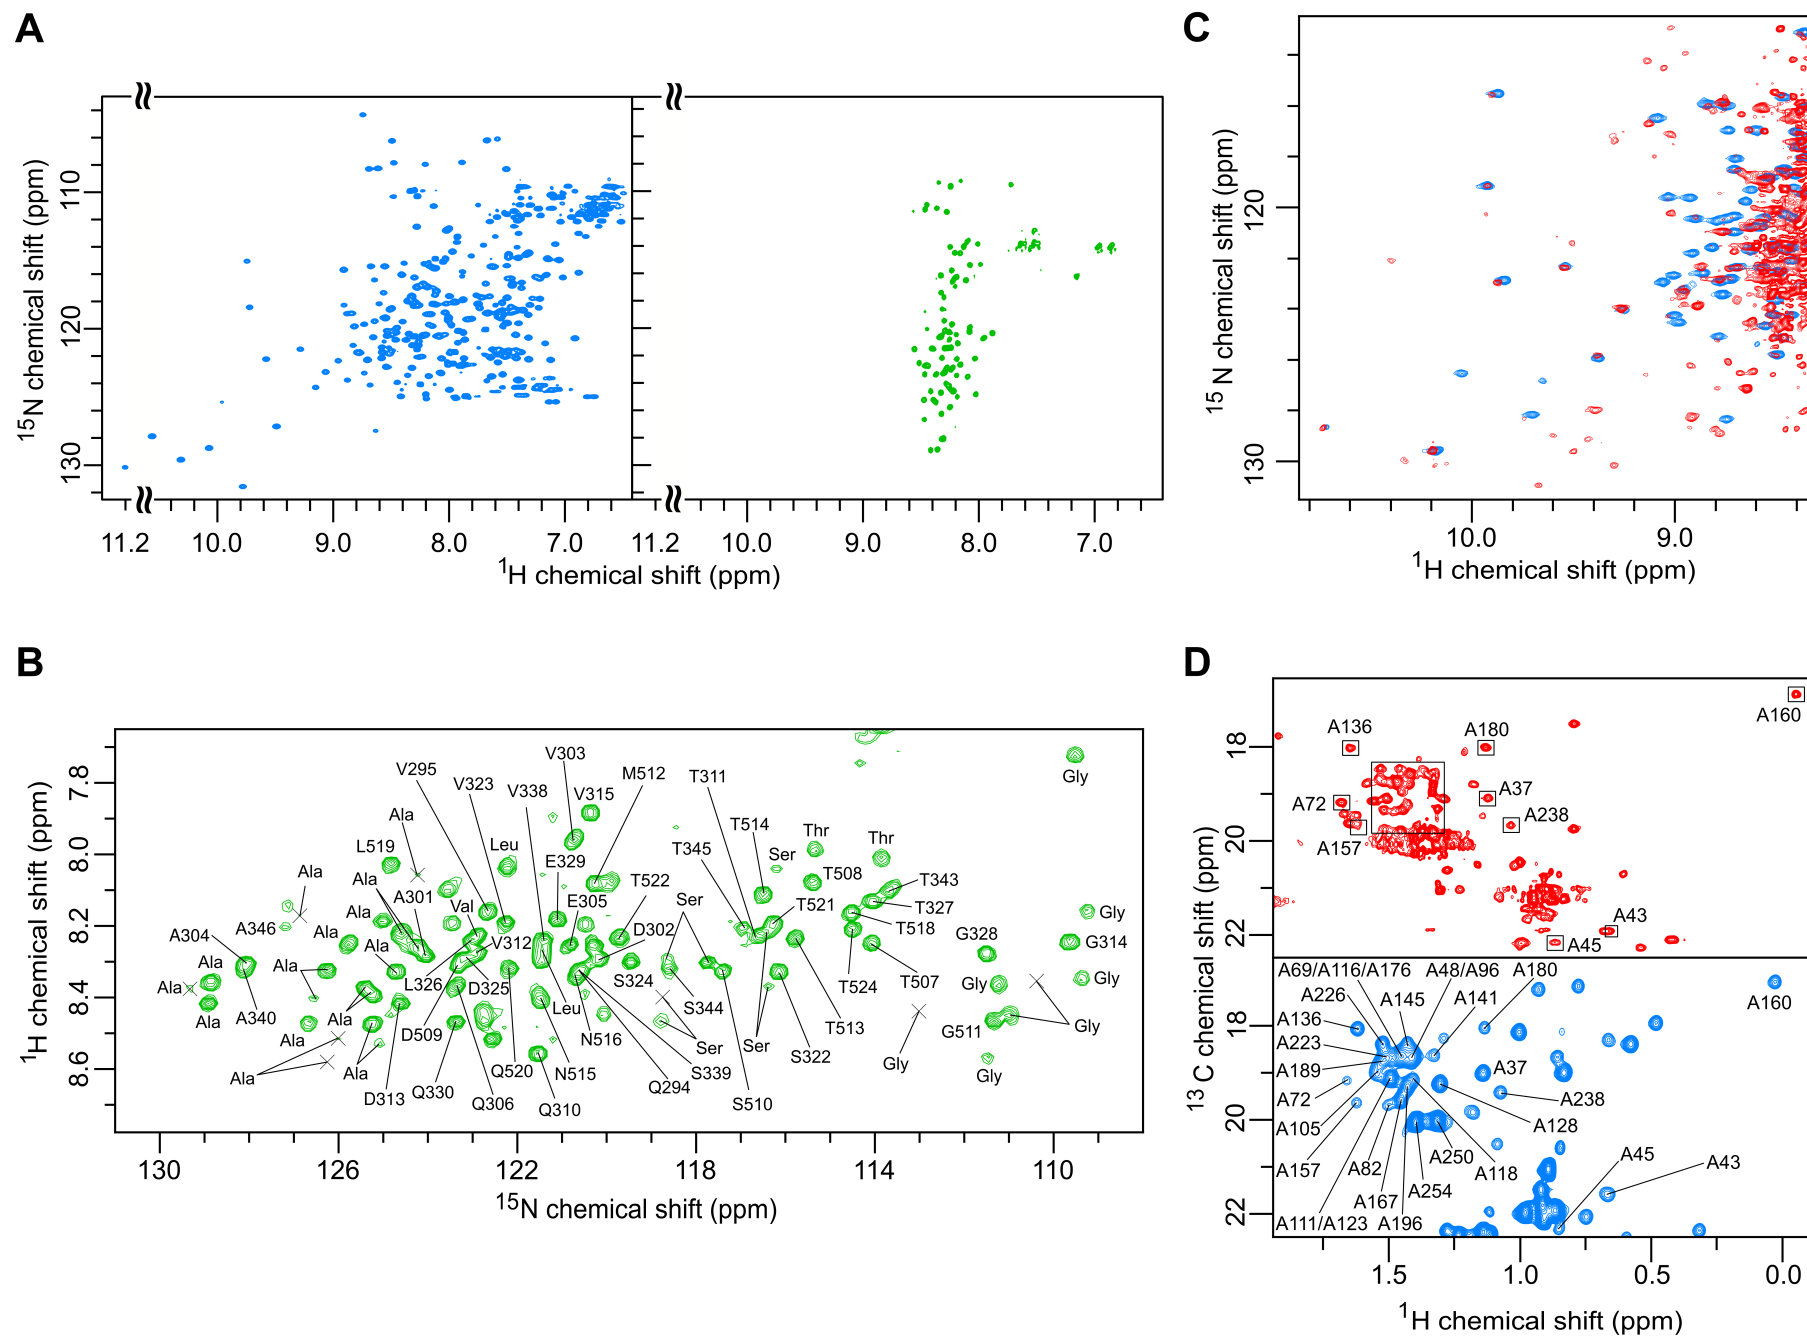 A
15N chemical shift (ppm)
110
120
130
11.2 10.0 9.0 8.0 7.0 11.2 10.0 9.0 8.0 7.0
1H chemical shift (ppm)
C
15N chemical shift (ppm)
120
130
10.0 9.0
1H chemical shift (ppm)
B
1H chemical shift (ppm)
7.8
8.0
8.2
8.4
8.6
V303
V295 M512
V323 T311
V338 V315
Ala
T514 Thr Thr
L519 Leu T345 Ser
E329
Ala Ala T522 T508 T343
A301 E305 Ser T521 T327
Ala Val T518
A346 Ala V312 D302 G328 Gly
A304 G314
Ala Ala
Ala L326 D325 S324 S344 T524 T507 Gly
Ala Ala Leu
A340 Ala D509 N516 T513 G511 Gly
Ala Ser Ser S322 Gly Gly
Ala Ala Q520 N515 S339
D313 Q330 Q306 Q310 Q294 S510
Gly
130 126 122 118 114 110
15N chemical shift (ppm)
D
13C chemical shift (ppm)
18
20
22
A160
A136 A180
A72 A37
A238
A157
A43
A45
A69/A116/A176 A48/A96 A180
A226 A145 A141 A160
A136
A223
A189 A37
A72 A238
A105 A128
A157 A82 A250 A118 A45 A43
A167 A254
A111/A123 A196
18
20
22
1.5 1.0 0.5 0.0
1H chemical shift (ppm)